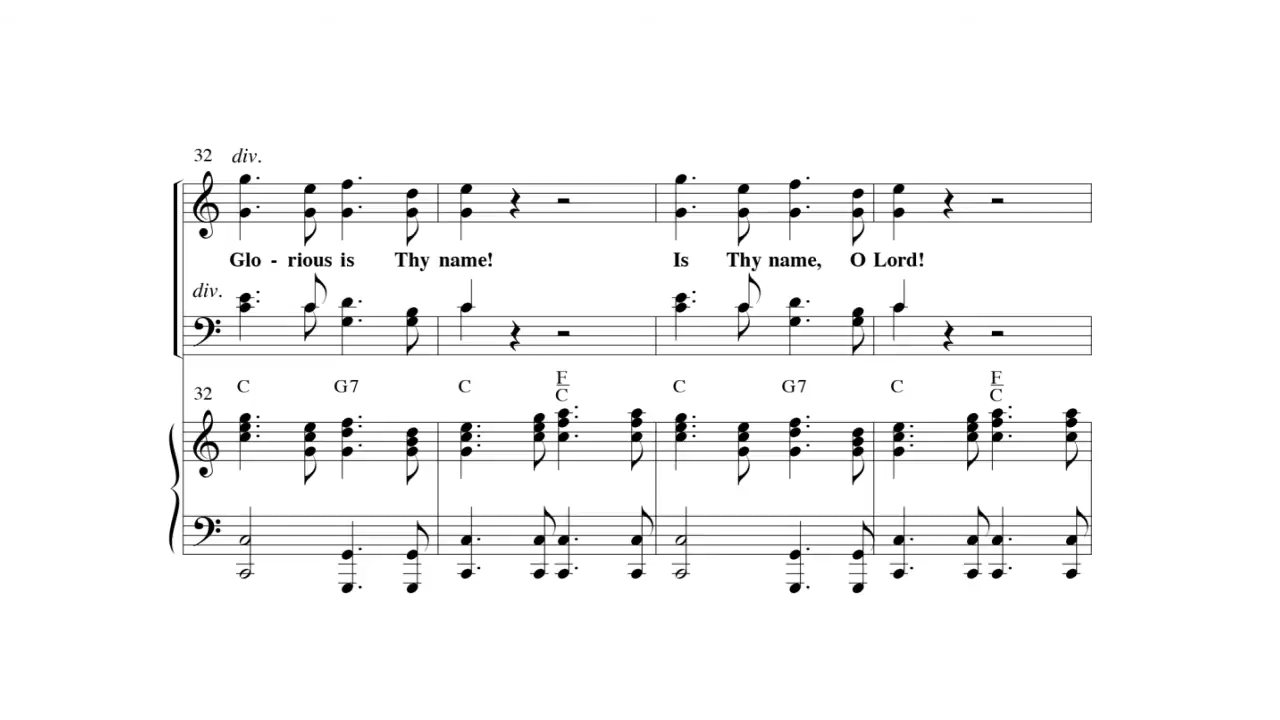 32 div.
Glo - rious is Thy name! Is Thy name, O Lord!
div.
32 C G7 C F C C G7 C F C